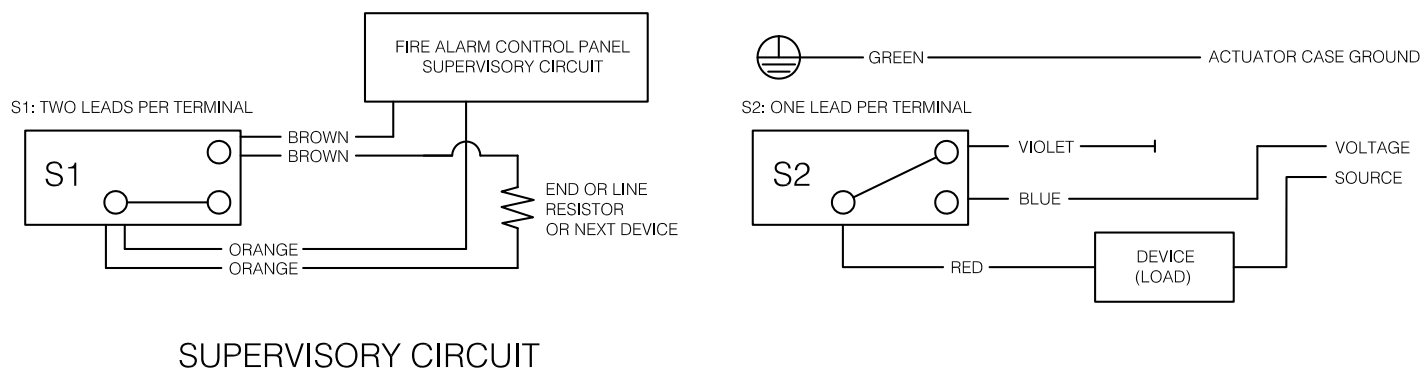 FIRE ALARM CONTROL PANEL
SUPERVISORY CIRCUIT
S1: TWO LEADS PER TERMINAL
BROWN
BROWN
S1
END OR LINE
RESISTOR
OR NEXT DEVICE
ORANGE
ORANGE
SUPERVISORY CIRCUIT
GREEN
ACTUATOR CASE GROUND
S2: ONE LEAD PER TERMINAL
S2
VIOLET
VOLTAGE
SOURCE
BLUE
RED
DEVICE
(LOAD)